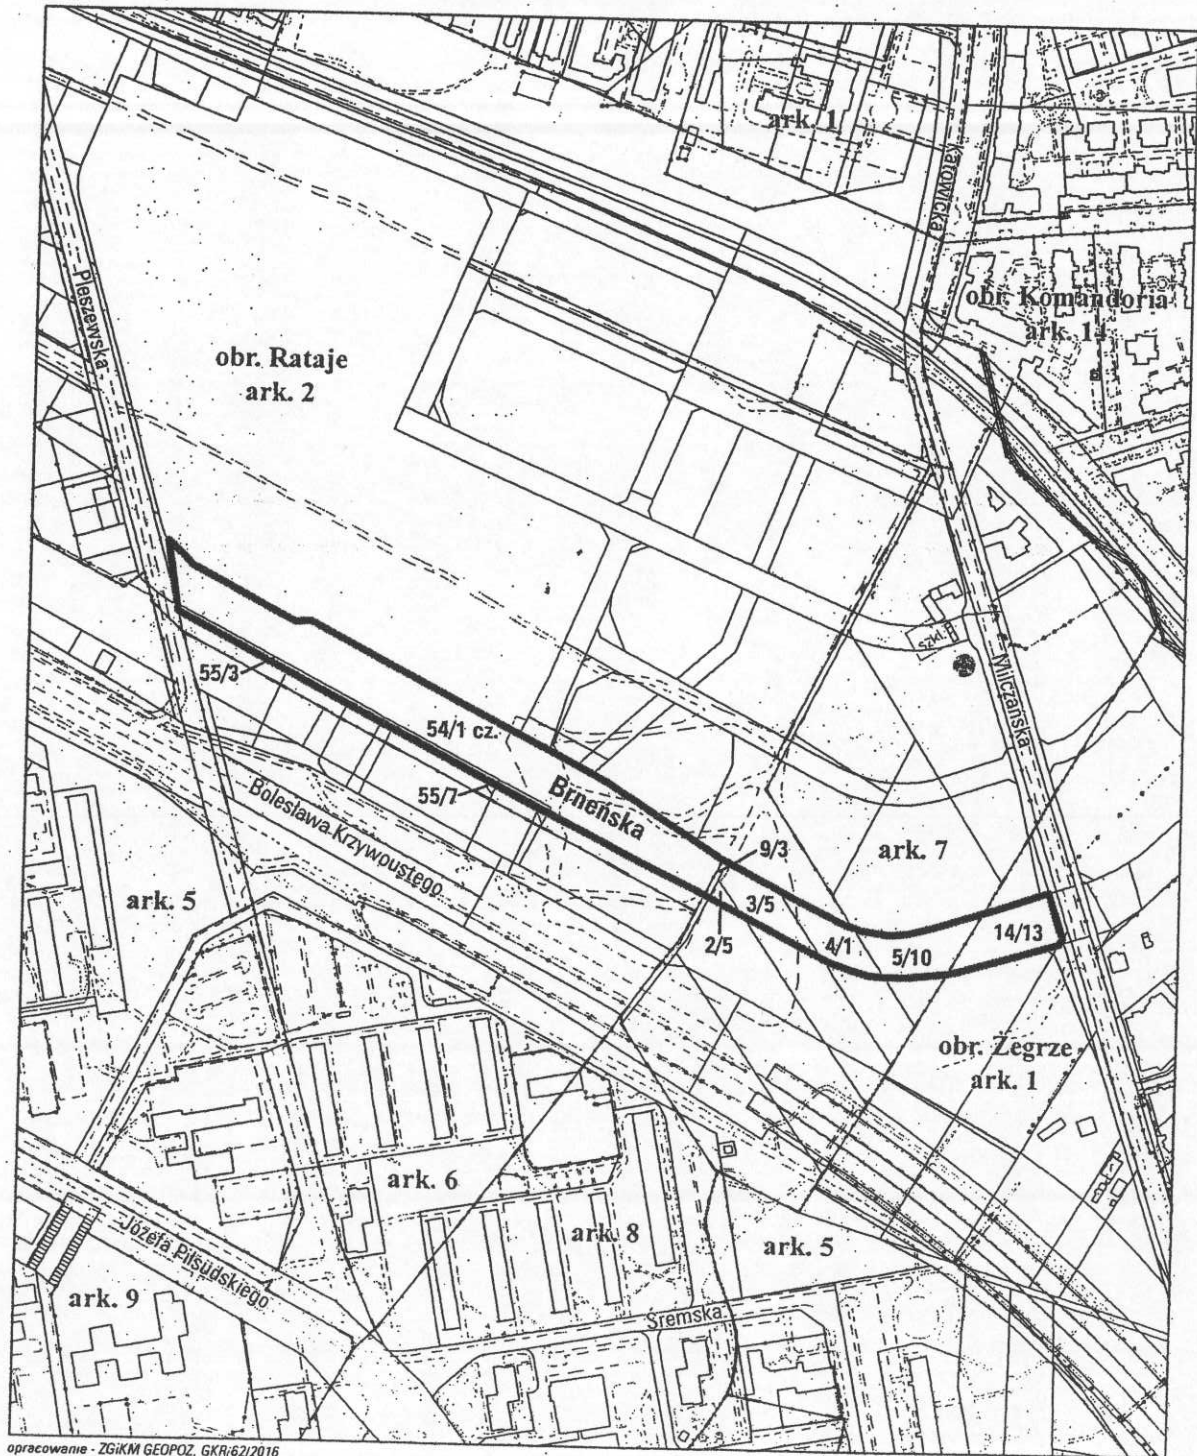 ark. 1
Katowicka
obr. Komandoria
ark. 11
Pleszewska
obr. Rataje
ark. 2
Milczańska
55/3
54/1 cz.
55/7
Brneńska
Bolesława Krzywoustego
9/3
ark. 7
3/5
2/5
4/1
5/10
14/13
ark. 5
obr. Żegrze
ark. 1
ark. 6
ark. 8
ark. 5
Józefa Piłsudskiego
ark. 9
Śremska
opracowanie - ZGiKM GEOPOZ, GKR/62/2016